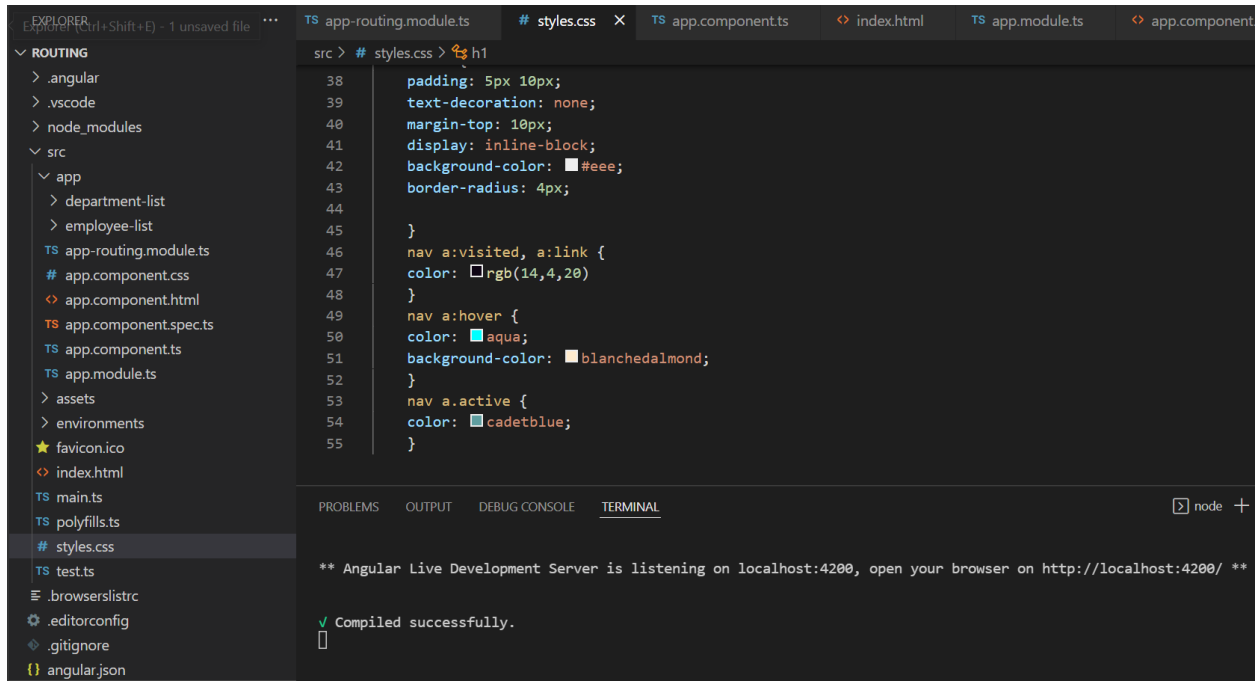 EXPLORER
Explorer (Ctrl+Shift+E) - 1 unsaved file
...
ROUTING
.angular
.vscode
node_modules
src
app
department-list
employee-list
TS app-routing.module.ts
# app.component.css
<> app.component.html
TS app.component.spec.ts
TS app.component.ts
TS app.module.ts
assets
environments
favicon.ico
<> index.html
TS main.ts
TS polyfills.ts
# styles.css
TS test.ts
.browserslistrc
.editorconfig
.gitignore
{} angular.json
TS app-routing.module.ts # styles.css × TS app.component.ts <> index.html TS app.module.ts <> app.component.
src > # styles.css > h1
38 padding: 5px 10px;
39 text-decoration: none;
40 margin-top: 10px;
41 display: inline-block;
42 background-color: #eee;
43 border-radius: 4px;
44
45 }
46 nav a:visited, a:link {
47 color: rgb(14,4,20)
48 }
49 nav a:hover {
50 color: aqua;
51 background-color: blanchedalmond;
52 }
53 nav a.active {
54 color: cadetblue;
55 }
PROBLEMS OUTPUT DEBUG CONSOLE TERMINAL node +
** Angular Live Development Server is listening on localhost:4200, open your browser on http://localhost:4200/ **
√ Compiled successfully.